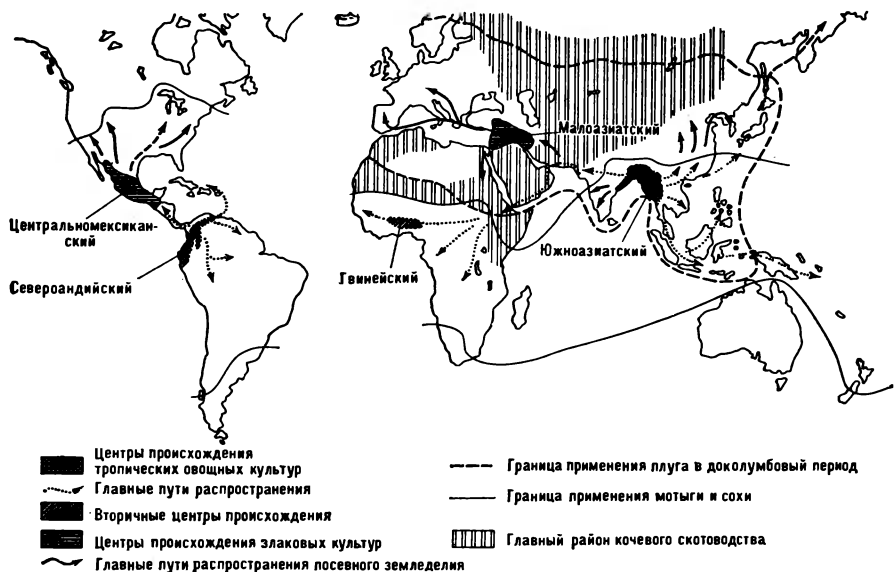 Малоазиатский
Центральномексикан-
ский
Североандийский
Гвинейский
Южноазиатский
Центры происхождения
тропических овощных культур
Главные пути распространения
Вторичные центры происхождения
Центры происхождения злаковых культур
Главные пути распространения посевного земледелия
Граница применения плуга в доколумбовый период
Граница применения мотыги и сохи
Главный район кочевого скотоводства